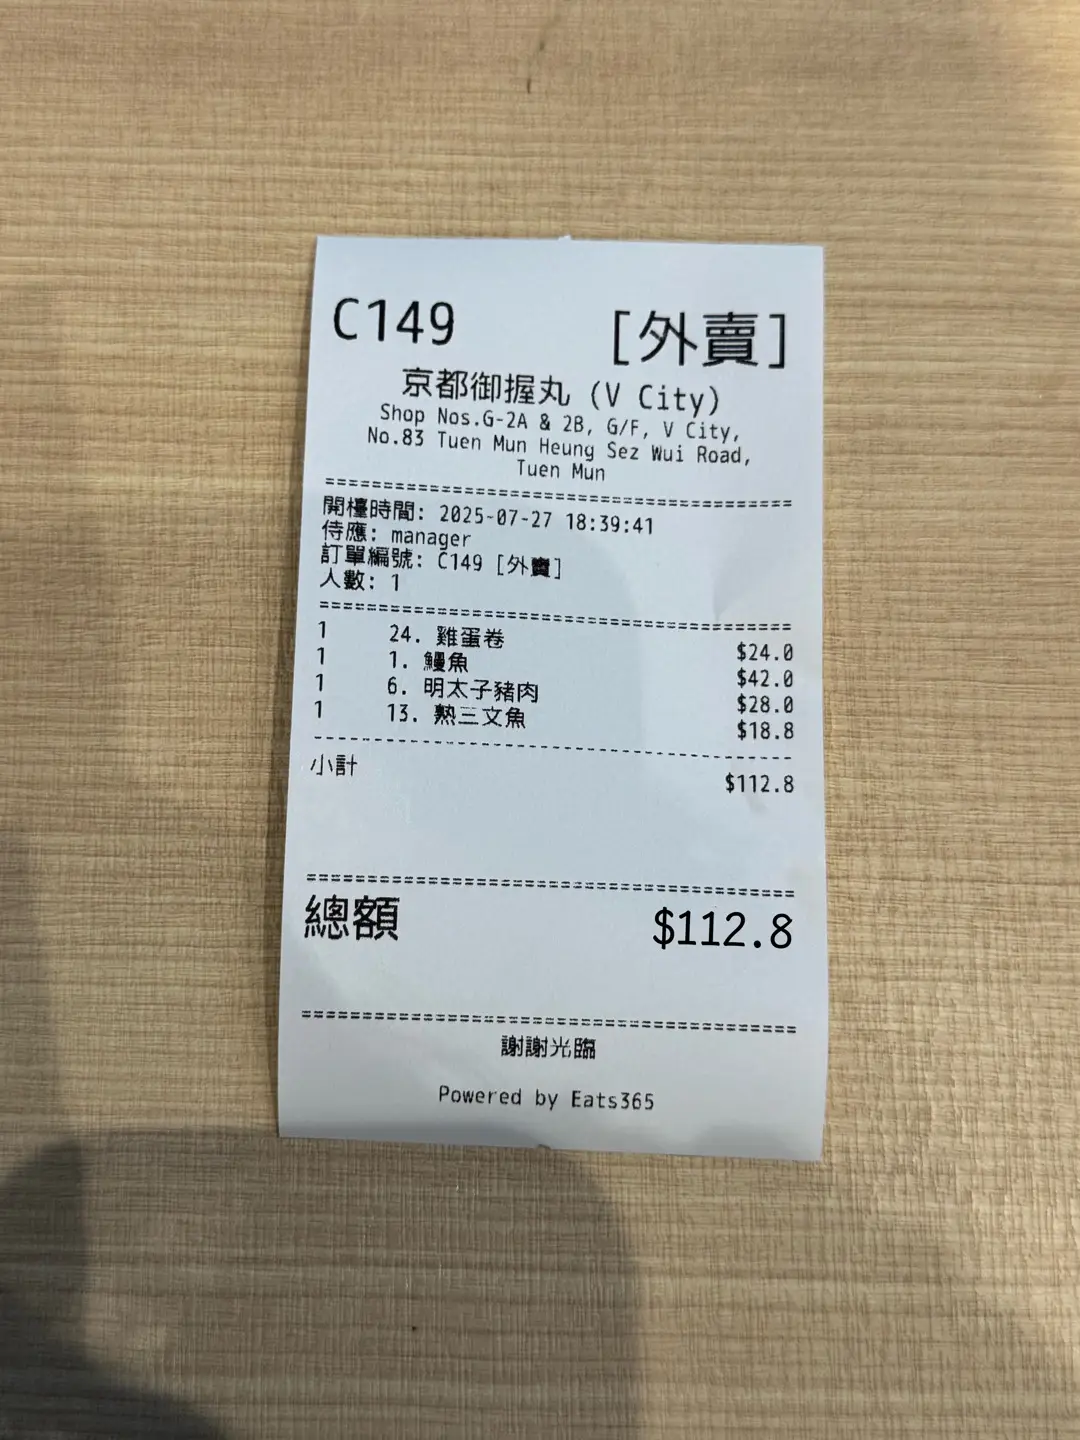 C149 [外賣]
京都御握丸 (V City)
Shop Nos.G-2A & 2B, G/F, V City,
No.83 Tuen Mun Heung Sez Wui Road,
Tuen Mun
開檯時間: 2025-07-27 18:39:41
侍應: manager
訂單編號: C149 [外賣]
人數: 1
1 24. 雞蛋卷 $24.0
1 1. 鰻魚 $42.0
1 6. 明太子豬肉 $28.0
1 13. 熟三文魚 $18.8
小計 $112.8
總額 $112.8
謝謝光臨
Powered by Eats365